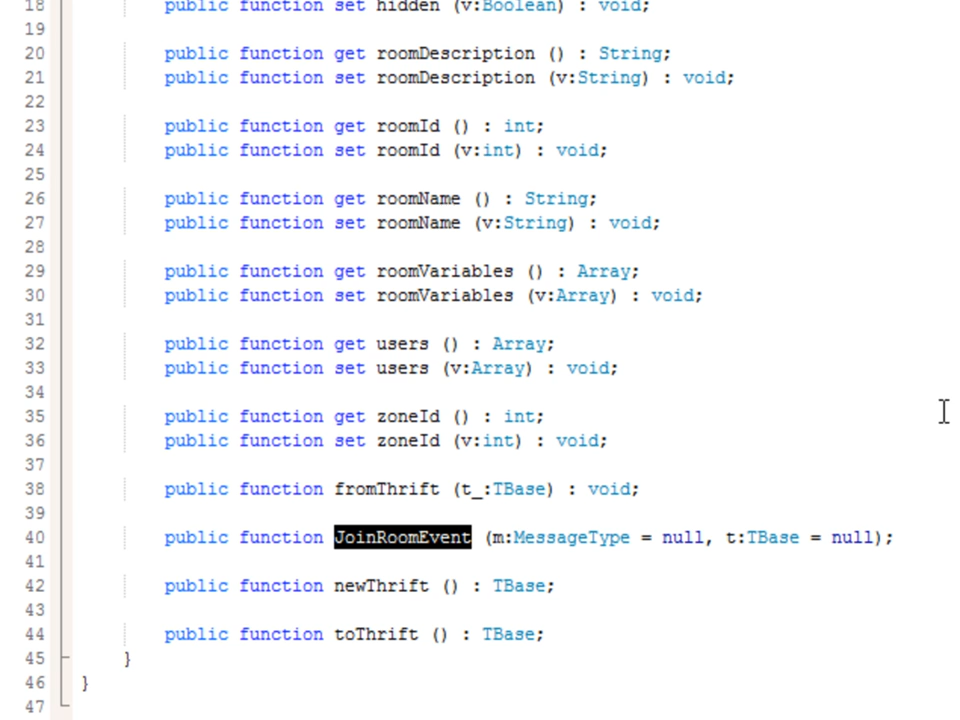 18 public function set hidden (v:Boolean) : void;
19
20 public function get roomDescription () : String;
21 public function set roomDescription (v:String) : void;
22
23 public function get roomId () : int;
24 public function set roomId (v:int) : void;
25
26 public function get roomName () : String;
27 public function set roomName (v:String) : void;
28
29 public function get roomVariables () : Array;
30 public function set roomVariables (v:Array) : void;
31
32 public function get users () : Array;
33 public function set users (v:Array) : void;
34
35 public function get zoneId () : int;
36 public function set zoneId (v:int) : void;
37
38 public function fromThrift (t_:TBase) : void;
39
40 public function JoinRoomEvent (m:MessageType = null, t:TBase = null);
41
42 public function newThrift () : TBase;
43
44 public function toThrift () : TBase;
45 }
46 }
47